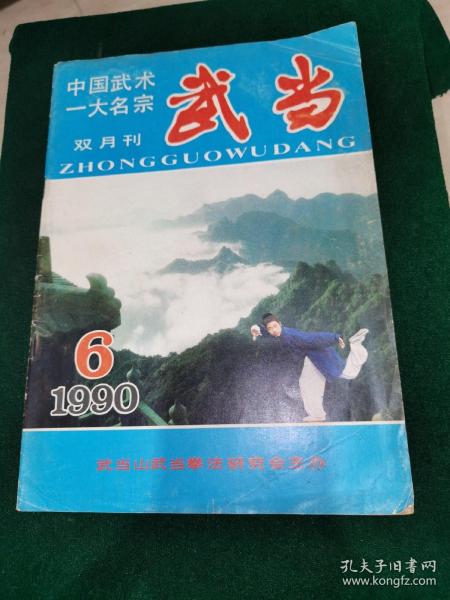 中国武术
一大名宗
武当
双月刊
ZHONGGUOWUDANG
6
1990
武当山武当拳法研究会主办
孔夫子旧书网
www.kongfz.com